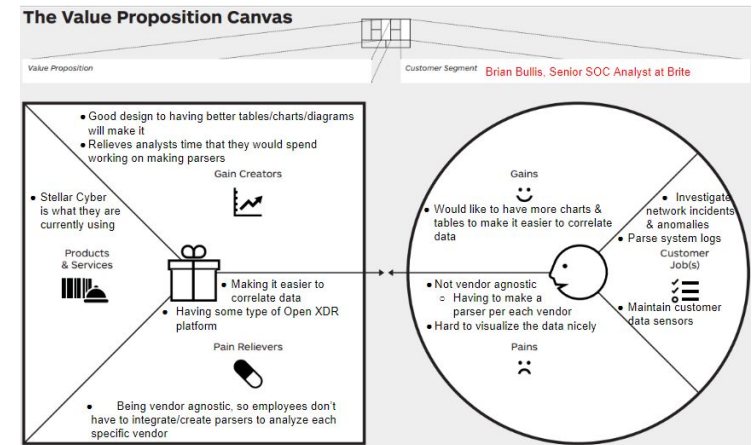 The Value Proposition Canvas
Value Proposition
Customer Segment Brian Bullis, Senior SOC Analyst at Brite
● Good design to having better tables/charts/diagrams
will make it
● Relieves analysts time that they would spend
working on making parsers
Gain Creators
● Stellar Cyber
is what they are
currently using
Products
& Services
● Making it easier to
correlate data
● Having some type of Open XDR
platform
Pain Relievers
● Being vendor agnostic, so employees don't
have to integrate/create parsers to analyze each
specific vendor
Gains
● Would like to have more charts &
tables to make it easier to correlate
data
● Investigate
network incidents
& anomalies
● Parse system logs
Customer
Job(s)
● Maintain customer
data sensors
● Not vendor agnostic
○ Having to make a
parser per each vendor
● Hard to visualize the data nicely
Pains